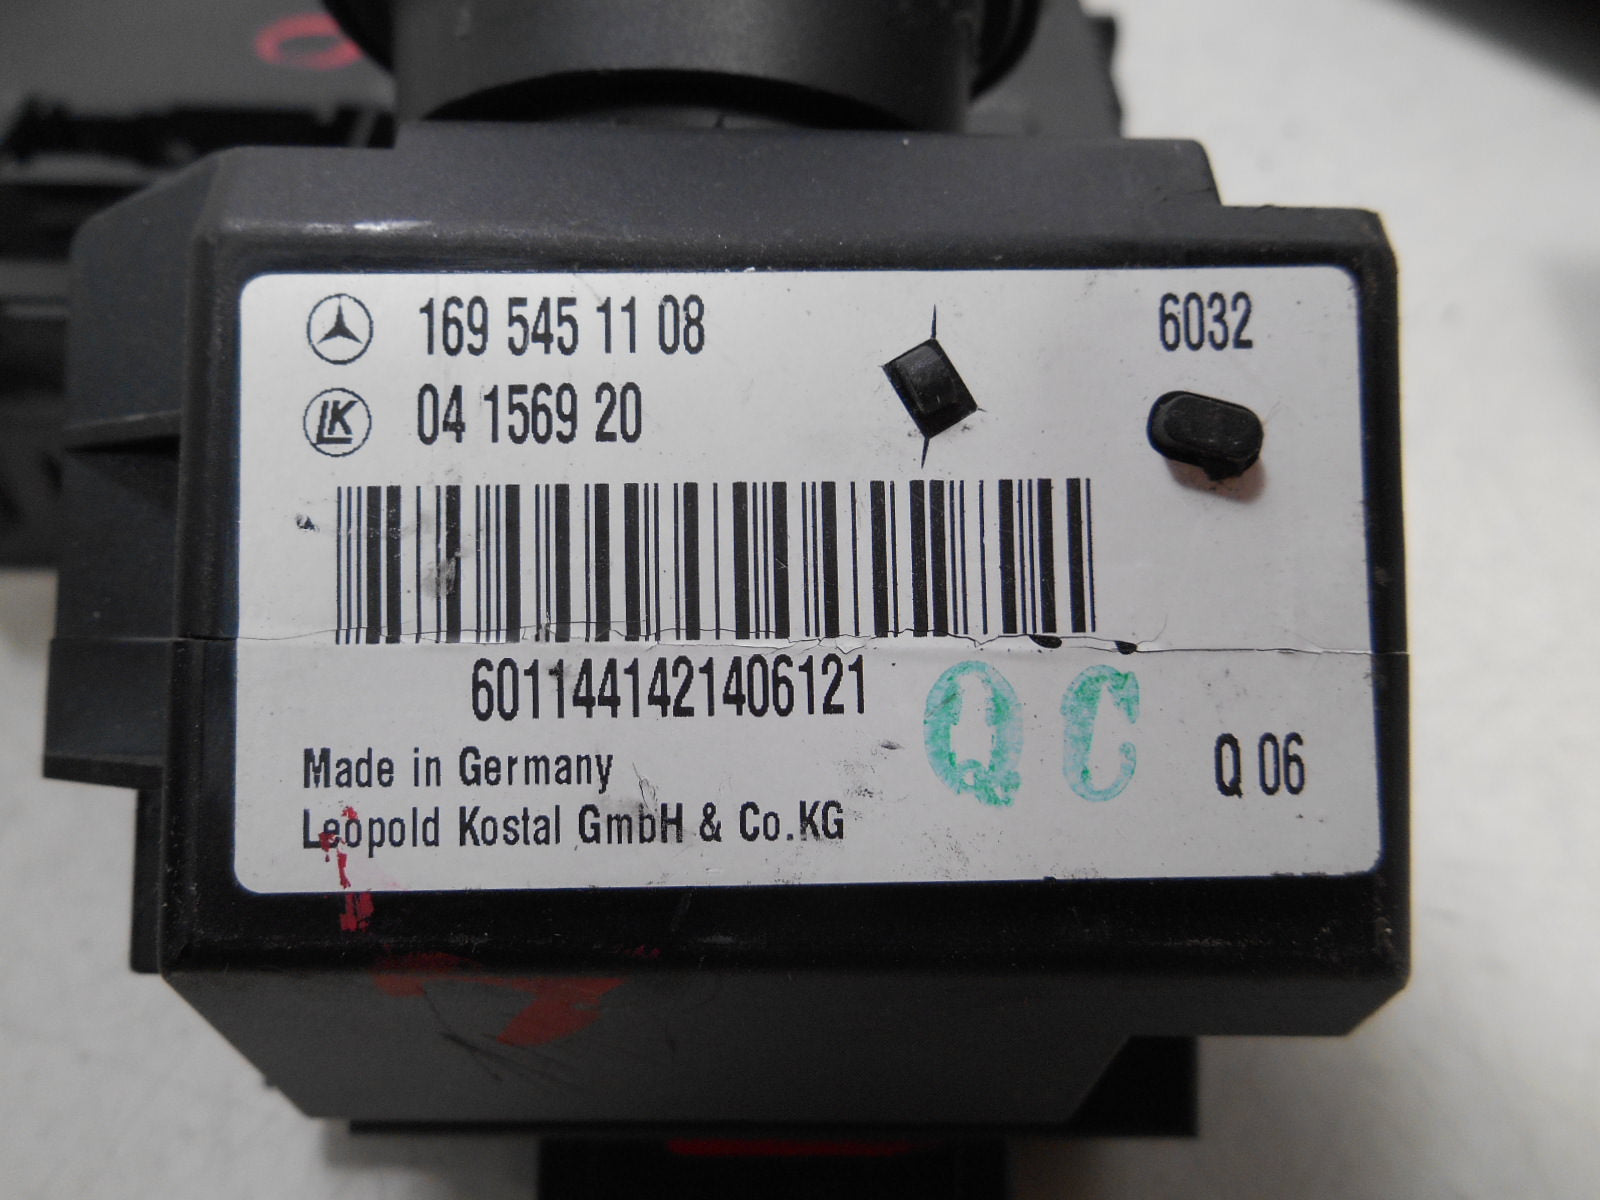 169 545 11 08
6032
LK
04 1569 20
6011441421406121
QC
Q 06
Made in Germany
Leopold Kostal GmbH & Co.KG